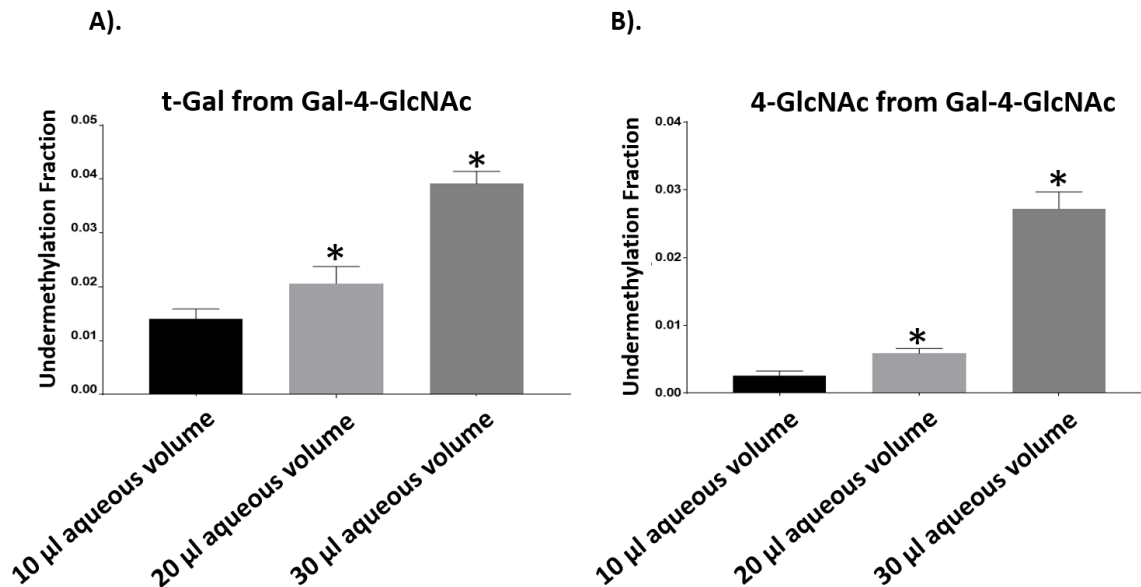 A).
t-Gal from Gal-4-GlcNAc
Undermethylation Fraction
0.05
0.04
0.03
0.02
0.01
0.00
*
*
10 µl aqueous volume
20 µl aqueous volume
30 µl aqueous volume
B).
4-GlcNAc from Gal-4-GlcNAc
Undermethylation Fraction
0.04
0.03
0.02
0.01
0.00
*
*
10 µl aqueous volume
20 µl aqueous volume
30 µl aqueous volume